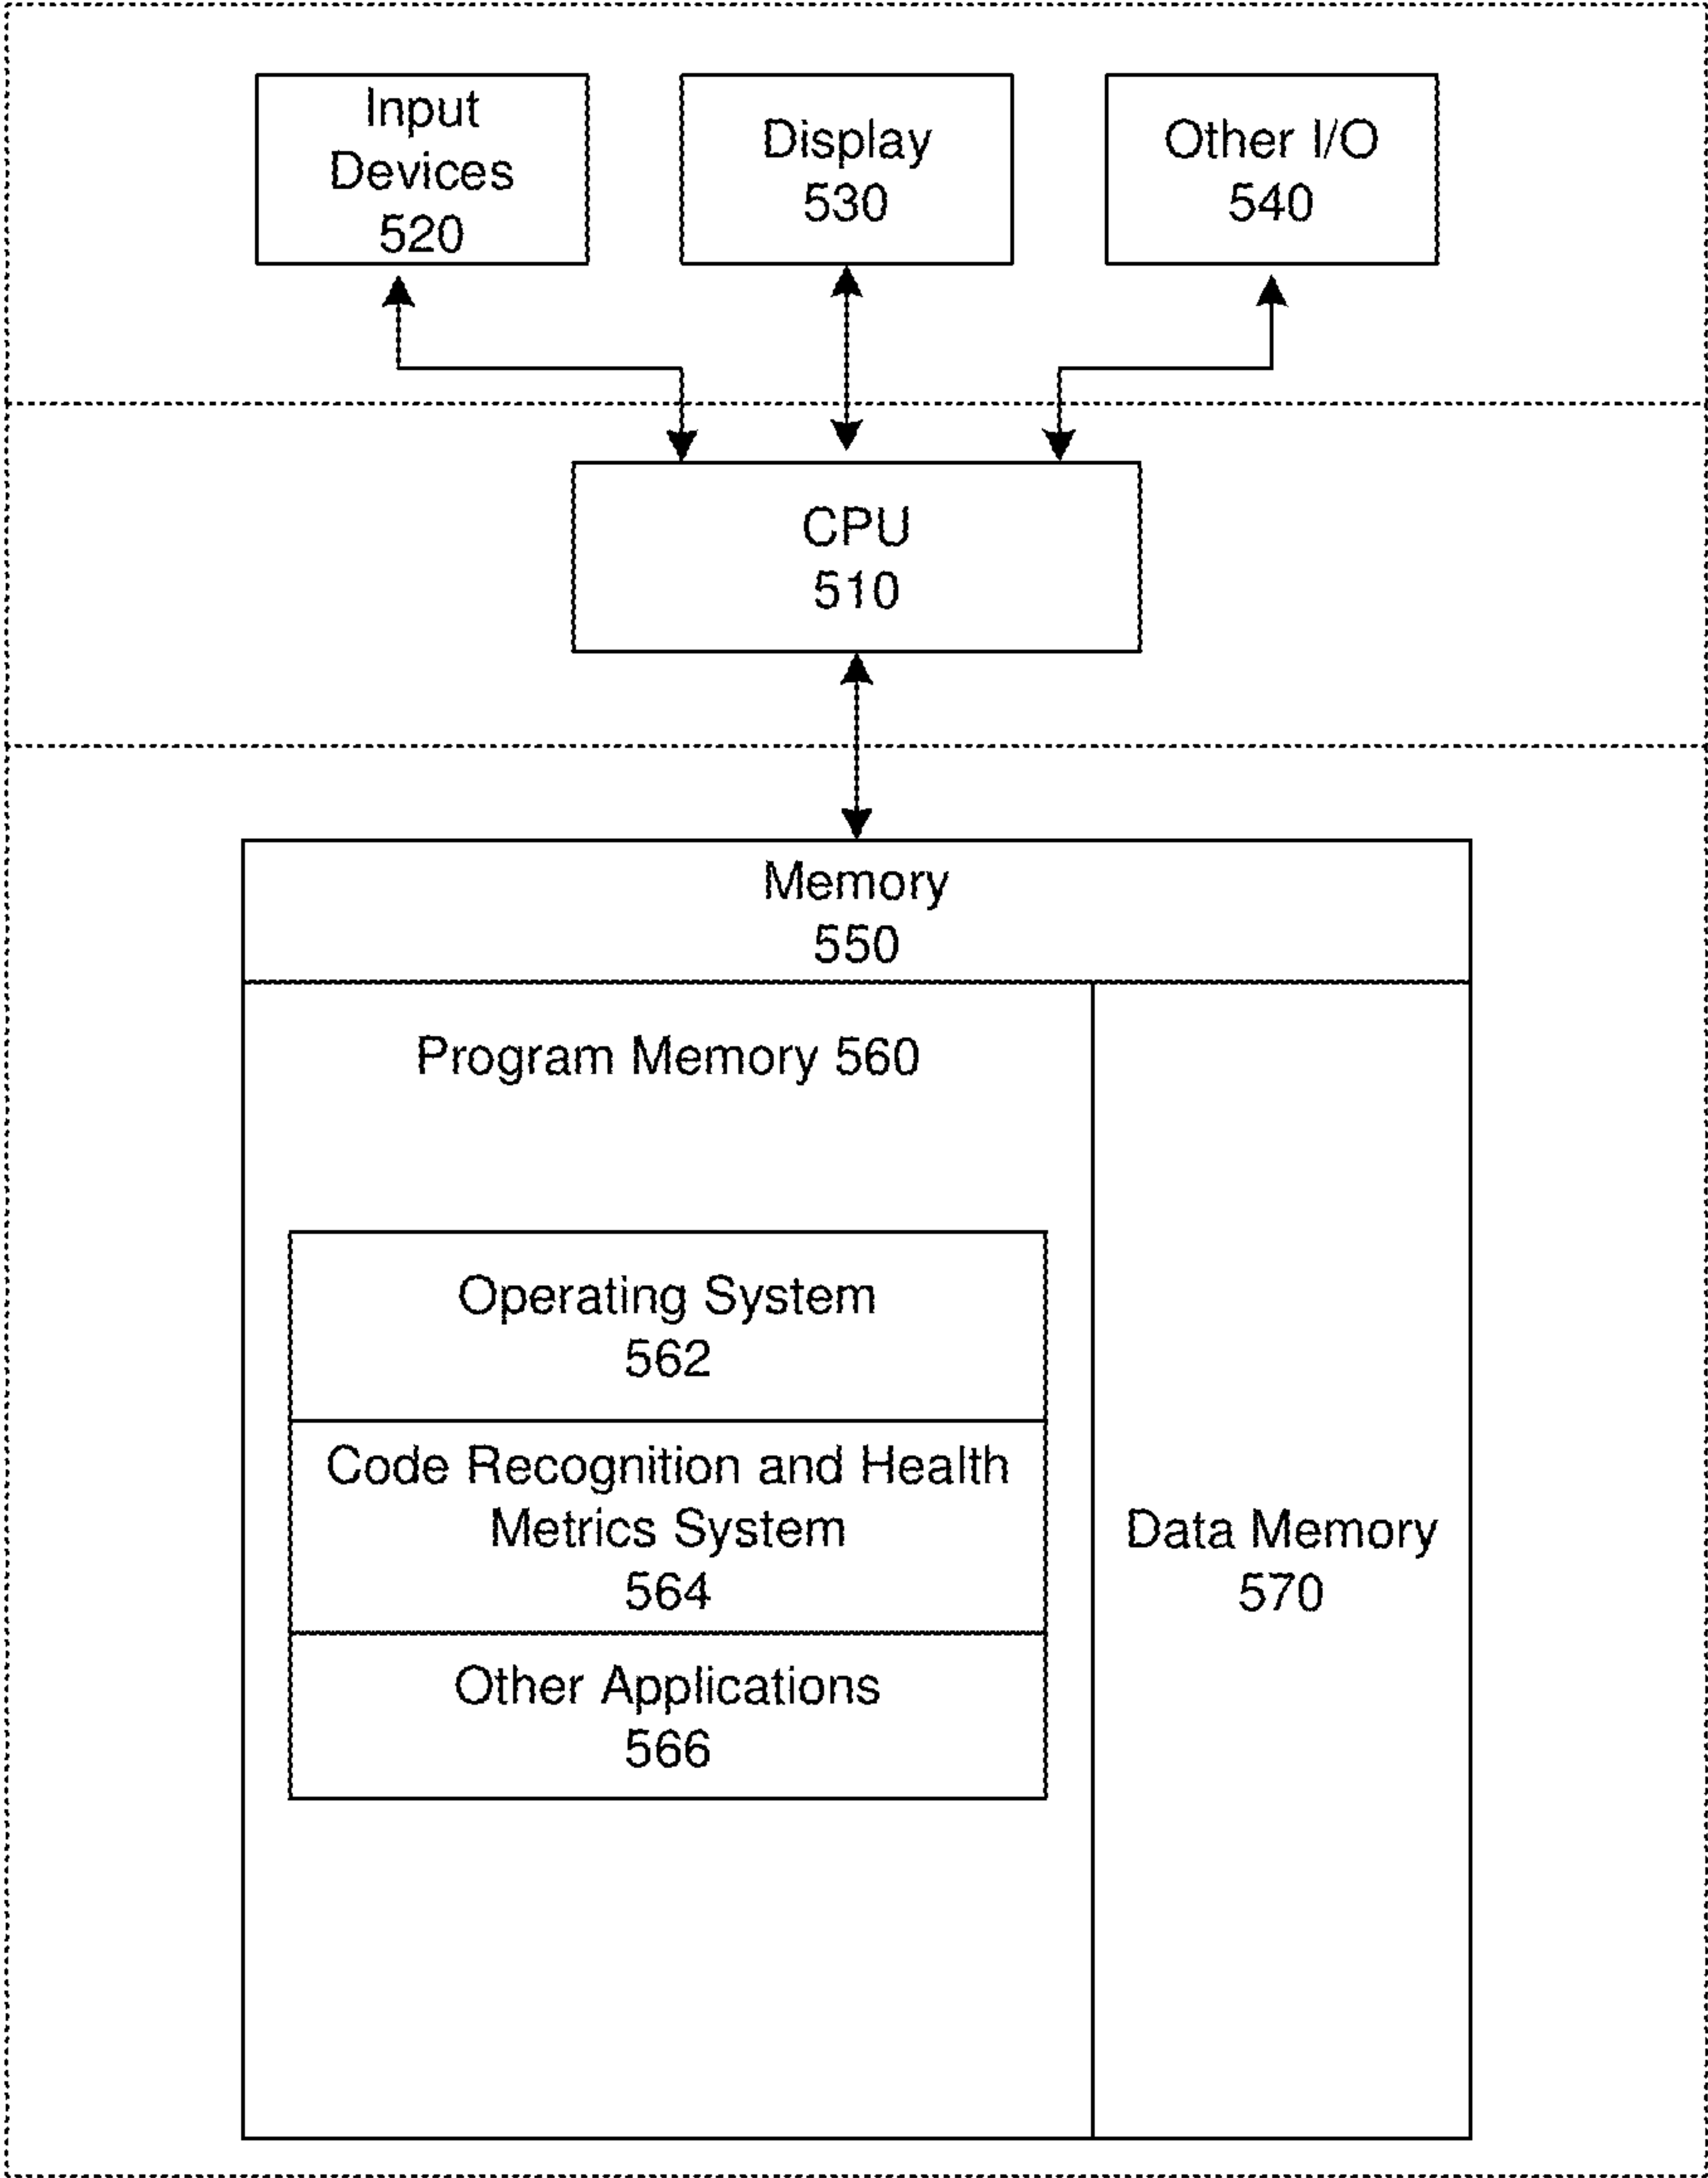 Input
Devices
520
Display
530
Other I/O
540
CPU
510
Memory
550
Program Memory 560
Operating System
562
Code Recognition and Health
Metrics System
564
Other Applications
566
Data Memory
570